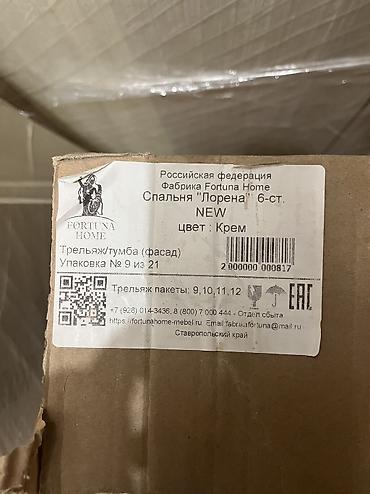 Российская федерация
Фабрика Fortuna Home
Спальня "Лорена" 6-ст.
NEW
цвет : Крем
FORTUNA
HOME
Трельяж/тумба (фасад)
Упаковка № 9 из 21
2 000000 000817
Трельяж пакеты: 9,10,11,12
EAC
+7 (928) 014-3436, 8 (800) 7 000 444 - Отдел сбыта
https://fortunahome-mebel.ru Email:fabrikafortuna@mail.ru
Ставропольский край